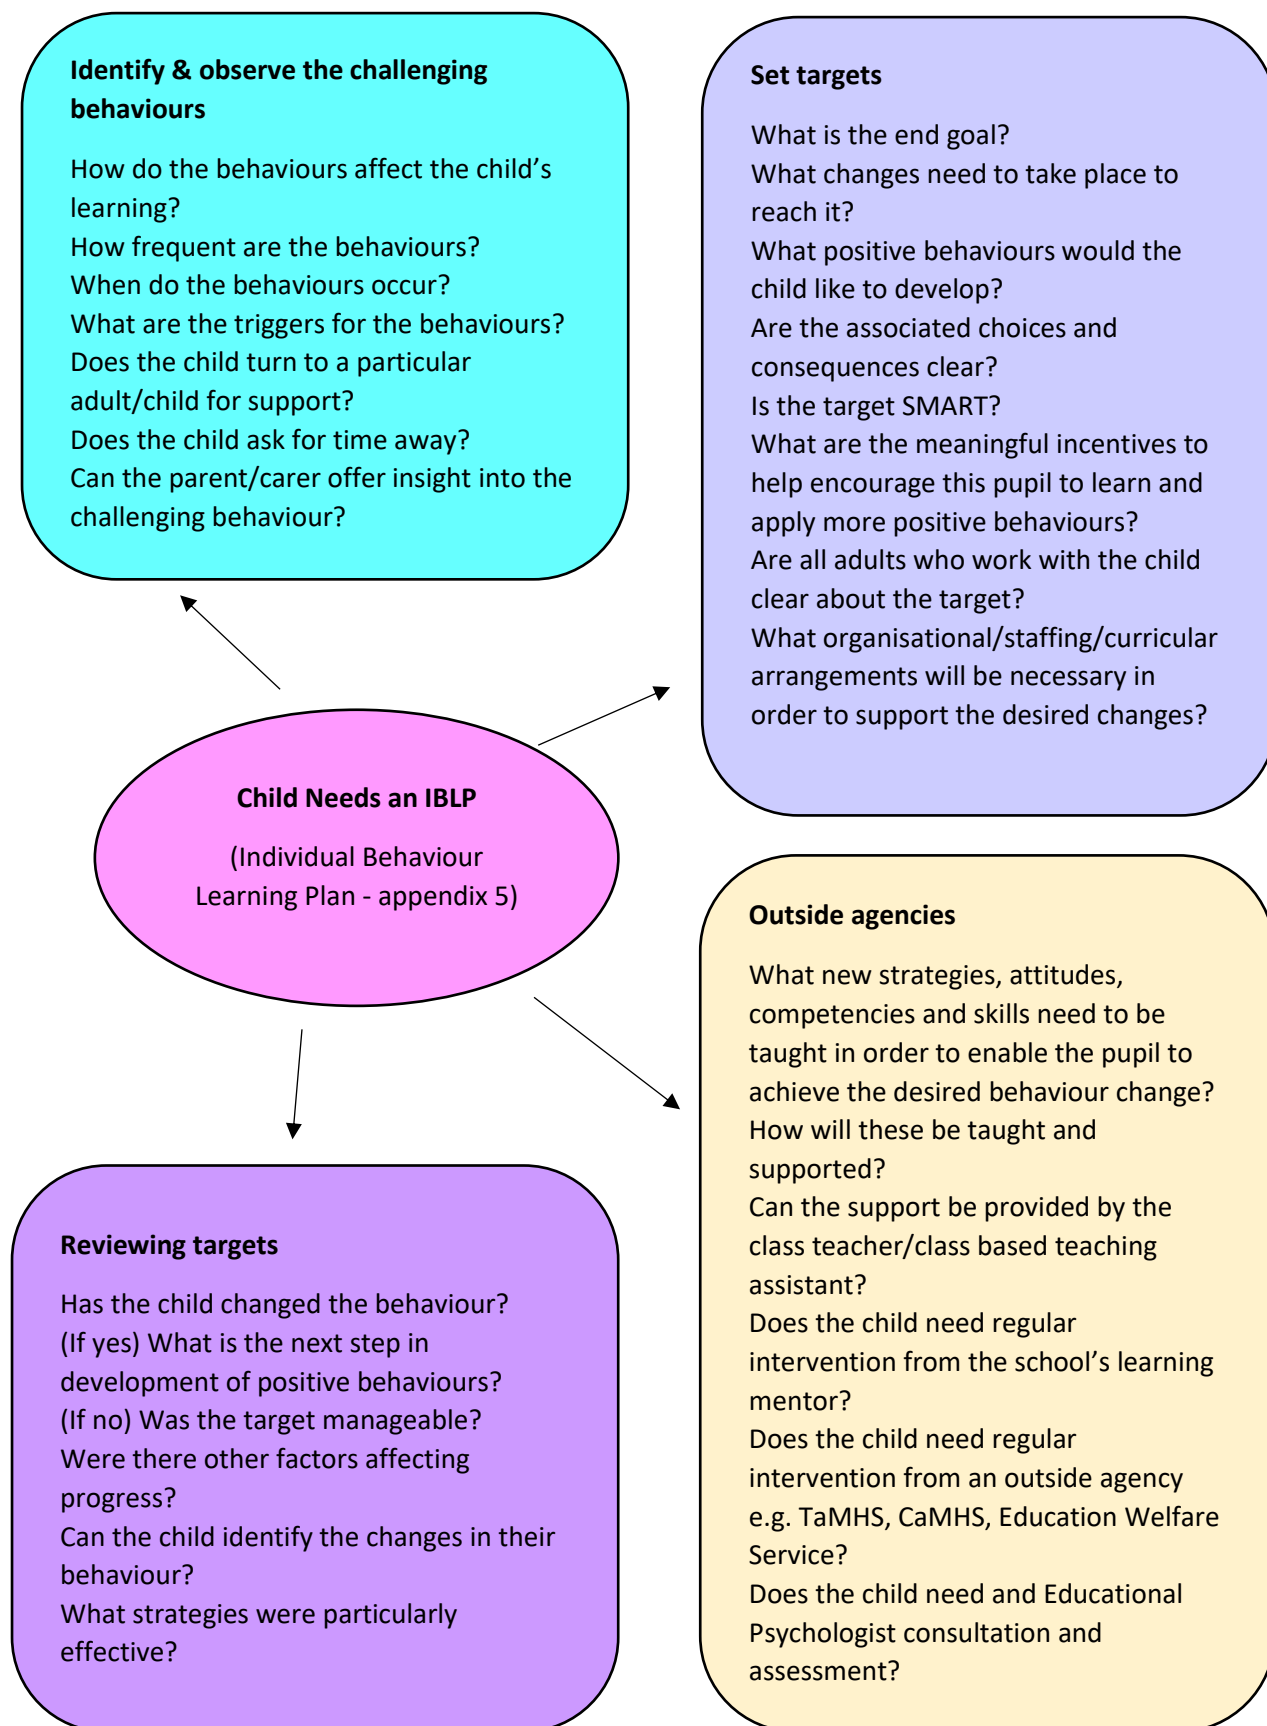 Identify & observe the challenging
behaviours
How do the behaviours affect the child’s
learning?
How frequent are the behaviours?
When do the behaviours occur?
What are the triggers for the behaviours?
Does the child turn to a particular
adult/child for support?
Does the child ask for time away?
Can the parent/carer offer insight into the
challenging behaviour?
Set targets
What is the end goal?
What changes need to take place to
reach it?
What positive behaviours would the
child like to develop?
Are the associated choices and
consequences clear?
Is the target SMART?
What are the meaningful incentives to
help encourage this pupil to learn and
apply more positive behaviours?
Are all adults who work with the child
clear about the target?
What organisational/staffing/curricular
arrangements will be necessary in
order to support the desired changes?
Child Needs an IBLP
(Individual Behaviour
Learning Plan - appendix 5)
Outside agencies
What new strategies, attitudes,
competencies and skills need to be
taught in order to enable the pupil to
achieve the desired behaviour change?
How will these be taught and
supported?
Can the support be provided by the
class teacher/class based teaching
assistant?
Does the child need regular
intervention from the school’s learning
mentor?
Does the child need regular
intervention from an outside agency
e.g. TaMHS, CaMHS, Education Welfare
Service?
Does the child need and Educational
Psychologist consultation and
assessment?
Reviewing targets
Has the child changed the behaviour?
(If yes) What is the next step in
development of positive behaviours?
(If no) Was the target manageable?
Were there other factors affecting
progress?
Can the child identify the changes in their
behaviour?
What strategies were particularly
effective?